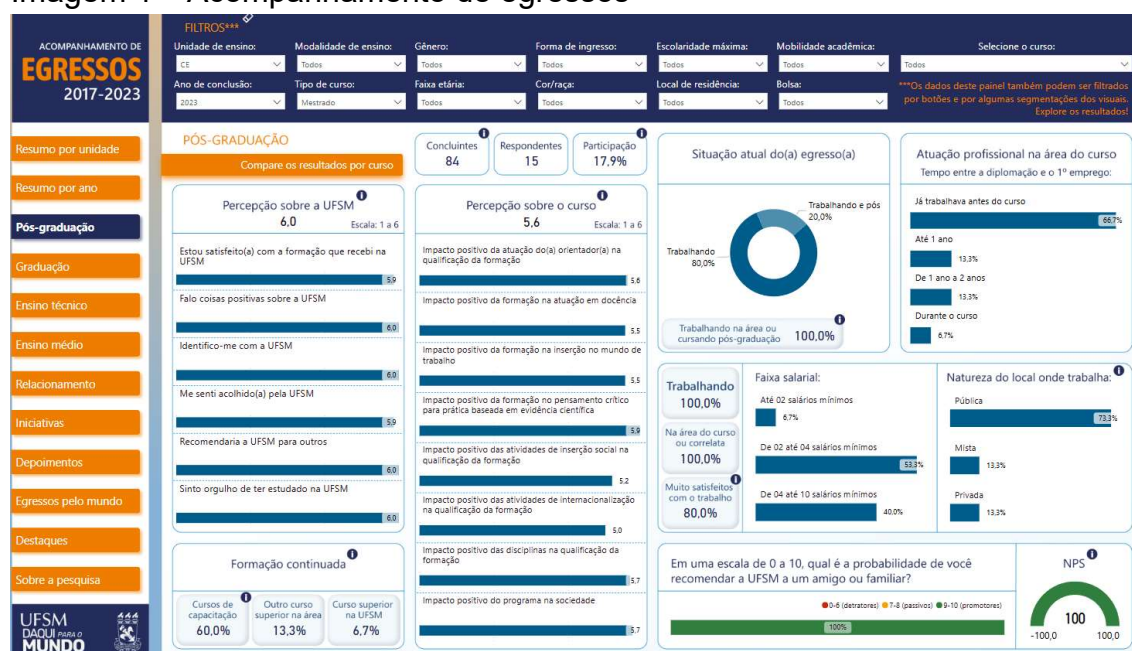 Imagem 1 – Acompanhamento de egressos
ACOMPANHAMENTO DE
EGRESSOS
2017-2023
FILTROS***
Unidade de ensino:
CE
Modalidade de ensino:
Todos
Gênero:
Todos
Forma de ingresso:
Todos
Escolaridade máxima:
Todos
Mobilidade acadêmica:
Todos
Selecione o curso:
Todos
Ano de conclusão:
2023
Tipo de curso:
Mestrado
Faixa etária:
Todos
Cor/raça:
Todos
Local de residência:
Todos
Bolsa:
Todos
***Os dados deste painel também podem ser filtrados
por botões e por algumas segmentações dos visuais.
Explore os resultados!
Resumo por unidade
Resumo por ano
Pós-graduação
Graduação
Ensino técnico
Ensino médio
Relacionamento
Iniciativas
Depoimentos
Egressos pelo mundo
Destaques
Sobre a pesquisa
UFSM
DAQUI PARA O
MUNDO
PÓS-GRADUAÇÃO
Compare os resultados por curso
Concluintes
84
Respondentes
15
Participação
17,9%
Percepção sobre a UFSM
6,0
Escala: 1 a 6
Estou satisfeito(a) com a formação que recebi na
UFSM
5,9
Falo coisas positivas sobre a UFSM
6,0
Identifico-me com a UFSM
6,0
Me senti acolhido(a) pela UFSM
5,9
Recomendaria a UFSM para outros
6,0
Sinto orgulho de ter estudado na UFSM
6,0
Formação continuada
Cursos de
capacitação
60,0%
Outro curso
superior na área
13,3%
Curso superior
na UFSM
6,7%
Percepção sobre o curso
5,6
Escala: 1 a 6
Impacto positivo da atuação do(a) orientador(a) na
qualificação da formação
5,6
Impacto positivo da formação na atuação em docência
5,5
Impacto positivo da formação na inserção no mundo de
trabalho
5,5
Impacto positivo da formação no pensamento crítico
para prática baseada em evidência científica
5,9
Impacto positivo das atividades de inserção social na
qualificação da formação
5,2
Impacto positivo das atividades de internacionalização
na qualificação da formação
5,0
Impacto positivo das disciplinas na qualificação da
formação
5,7
Impacto positivo do programa na sociedade
5,7
Situação atual do(a) egresso(a)
Trabalhando e pós
20,0%
Trabalhando
80,0%
Trabalhando na área ou
cursando pós-graduação
100,0%
Atuação profissional na área do curso
Tempo entre a diplomação e o 1º emprego:
Já trabalhava antes do curso
66,7%
Até 1 ano
13,3%
De 1 ano a 2 anos
13,3%
Durante o curso
6,7%
Trabalhando
100,0%
Na área do curso
ou correlata
100,0%
Muito satisfeitos
com o trabalho
80,0%
Faixa salarial:
Até 02 salários mínimos
6,7%
De 02 até 04 salários mínimos
53,3%
De 04 até 10 salários mínimos
40,0%
Natureza do local onde trabalha:
Pública
73,3%
Mista
13,3%
Privada
13,3%
Em uma escala de 0 a 10, qual é a probabilidade de você
recomendar a UFSM a um amigo ou familiar?
0-6 (detratores) 7-8 (passivos) 9-10 (promotores)
100%
NPS
100
-100,0
100,0